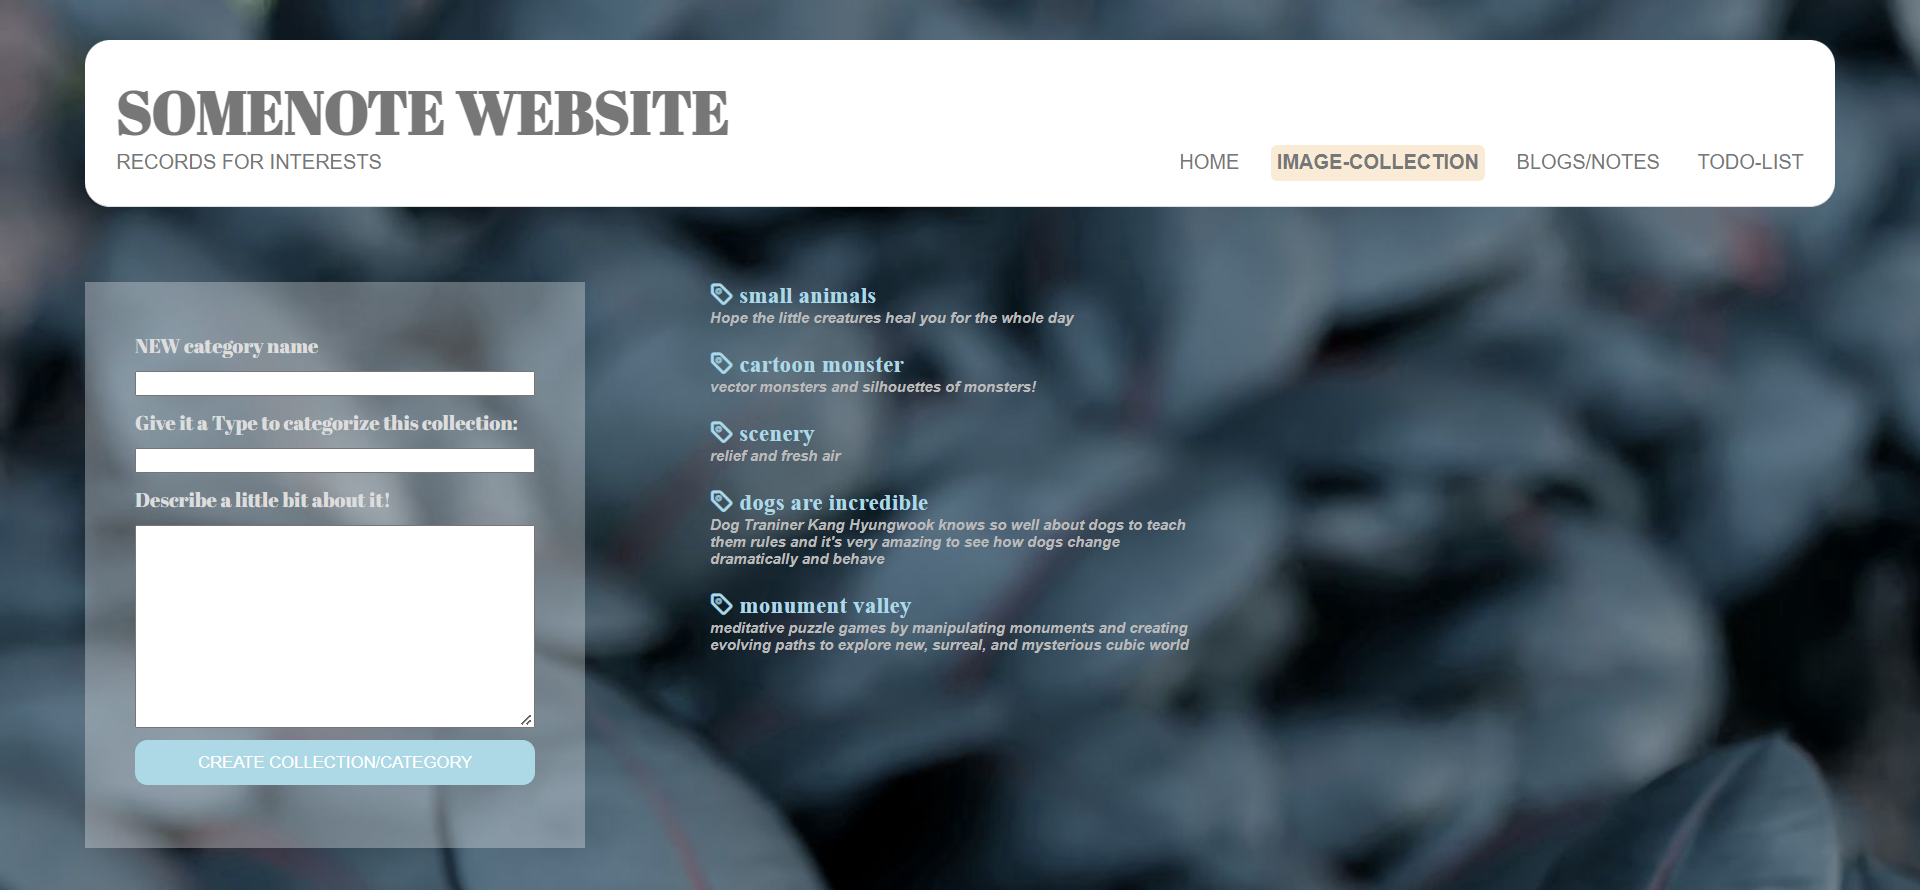 SOMENOTE WEBSITE
RECORDS FOR INTERESTS
HOME
IMAGE-COLLECTION
BLOGS/NOTES
TODO-LIST
NEW category name
Give it a Type to categorize this collection:
Describe a little bit about it!
CREATE COLLECTION/CATEGORY
small animals
Hope the little creatures heal you for the whole day
cartoon monster
vector monsters and silhouettes of monsters!
scenery
relief and fresh air
dogs are incredible
Dog Traniner Kang Hyungwook knows so well about dogs to teach
them rules and it's very amazing to see how dogs change
dramatically and behave
monument valley
meditative puzzle games by manipulating monuments and creating
evolving paths to explore new, surreal, and mysterious cubic world